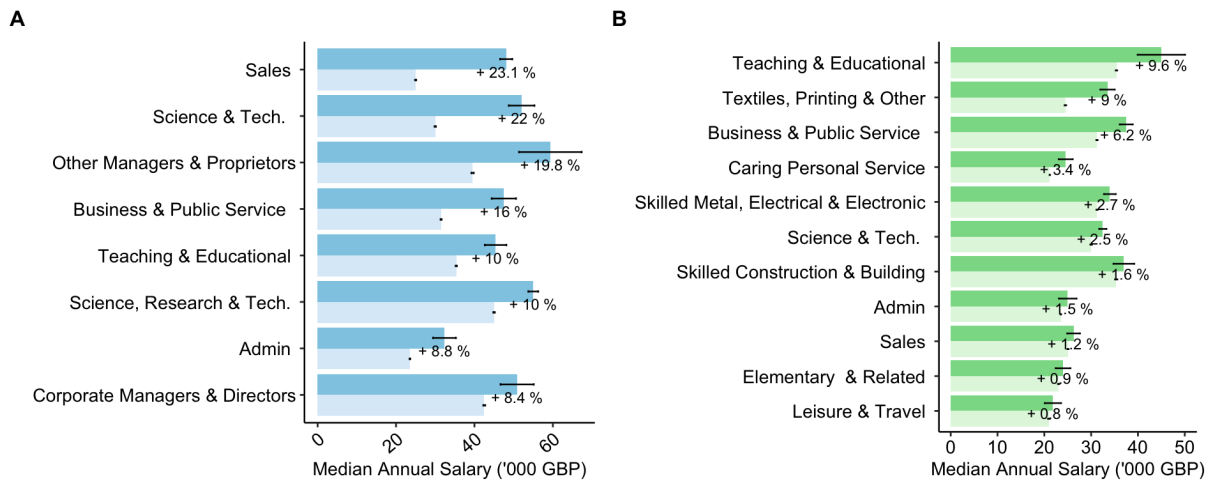 A
Sales
+ 23.1 %
Science & Tech.
+ 22 %
Other Managers & Proprietors
+ 19.8 %
Business & Public Service
+ 16 %
Teaching & Educational
+ 10 %
Science, Research & Tech.
+ 10 %
Admin
+ 8.8 %
Corporate Managers & Directors
+ 8.4 %
0 20 40 60
Median Annual Salary ('000 GBP)
B
Teaching & Educational
+ 9.6 %
Textiles, Printing & Other
+ 9 %
Business & Public Service
+ 6.2 %
Caring Personal Service
+ 3.4 %
Skilled Metal, Electrical & Electronic
+ 2.7 %
Science & Tech.
+ 2.5 %
Skilled Construction & Building
+ 1.6 %
Admin
+ 1.5 %
Sales
+ 1.2 %
Elementary & Related
+ 0.9 %
Leisure & Travel
+ 0.8 %
0 10 20 30 40 50
Median Annual Salary ('000 GBP)